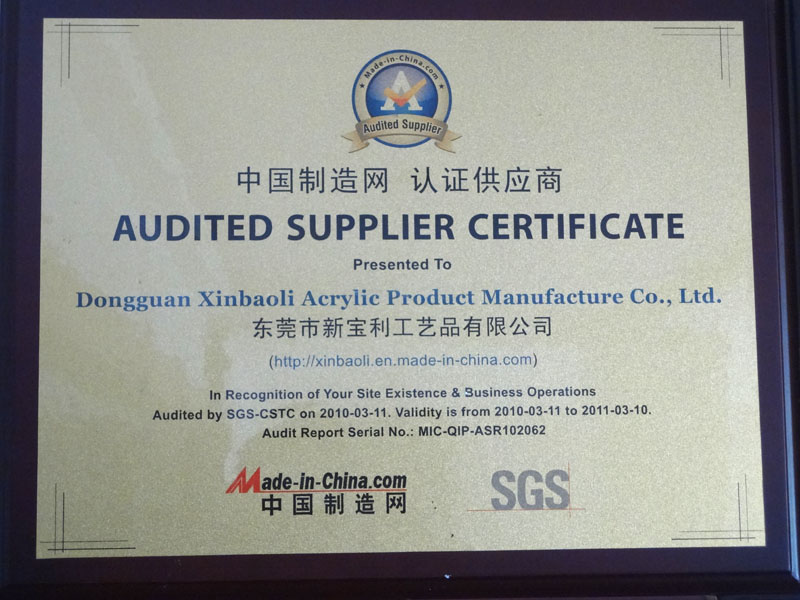 Made-in-China.com
A
Audited Supplier
中国制造网 认证供应商
AUDITED SUPPLIER CERTIFICATE
Presented To
Dongguan Xinbaoli Acrylic Product Manufacture Co., Ltd.
东莞市新宝利工艺品有限公司
(http://xinbaoli.en.made-in-china.com)
In Recognition of Your Site Existence & Business Operations
Audited by SGS-CSTC on 2010-03-11. Validity is from 2010-03-11 to 2011-03-10.
Audit Report Serial No.: MIC-QIP-ASR102062
Made-in-China.com
中国制造网
SGS